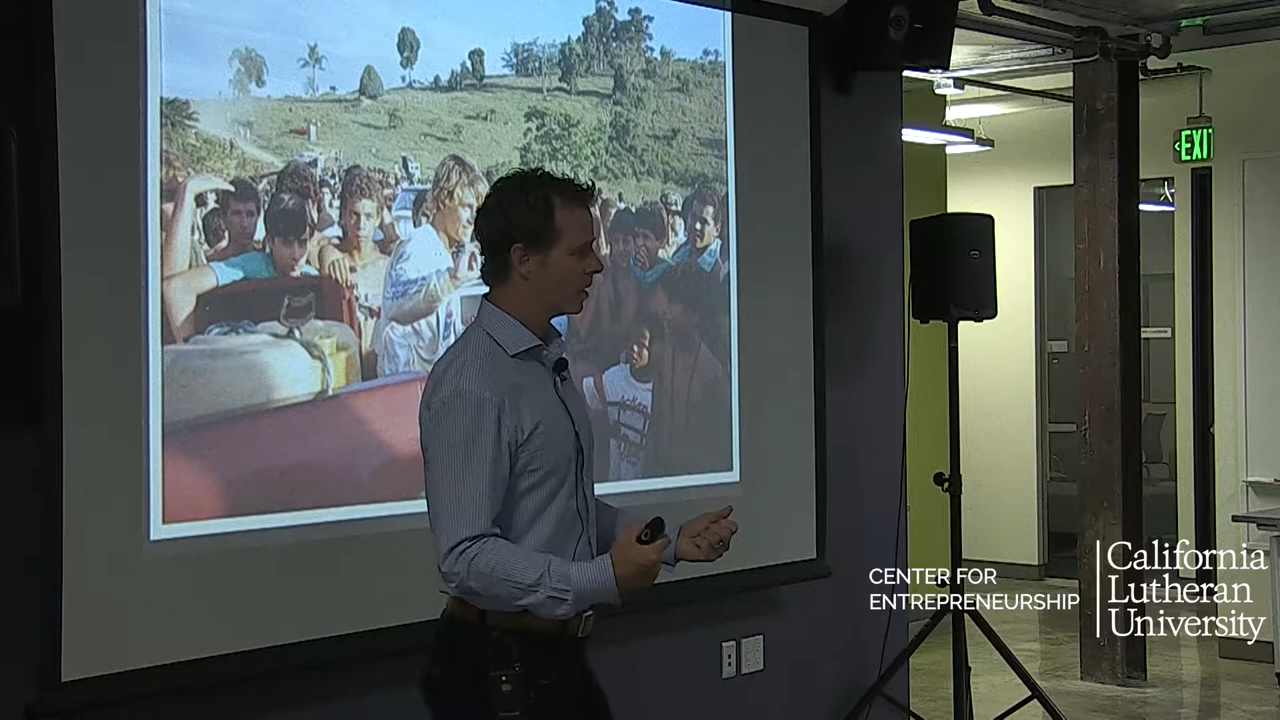 EXIT
CENTER FOR
ENTREPRENEURSHIP
California
Lutheran
University